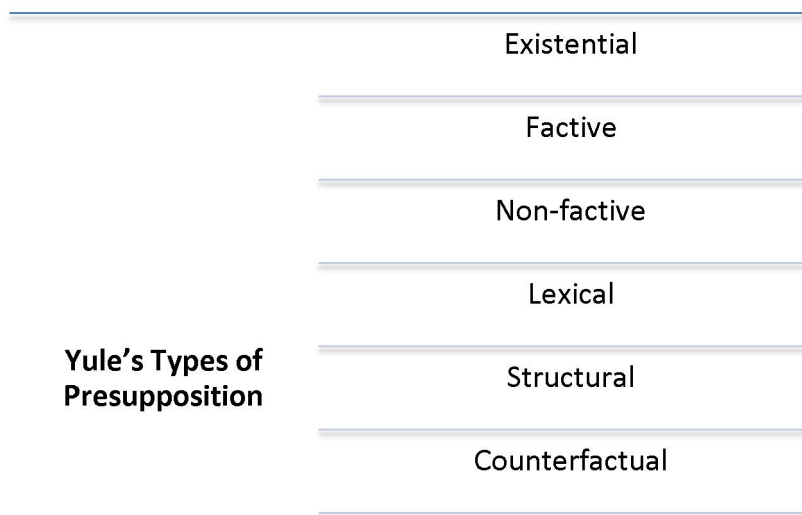 Existential
Factive
Non-factive
Lexical
Yule’s Types of
Presupposition
Structural
Counterfactual